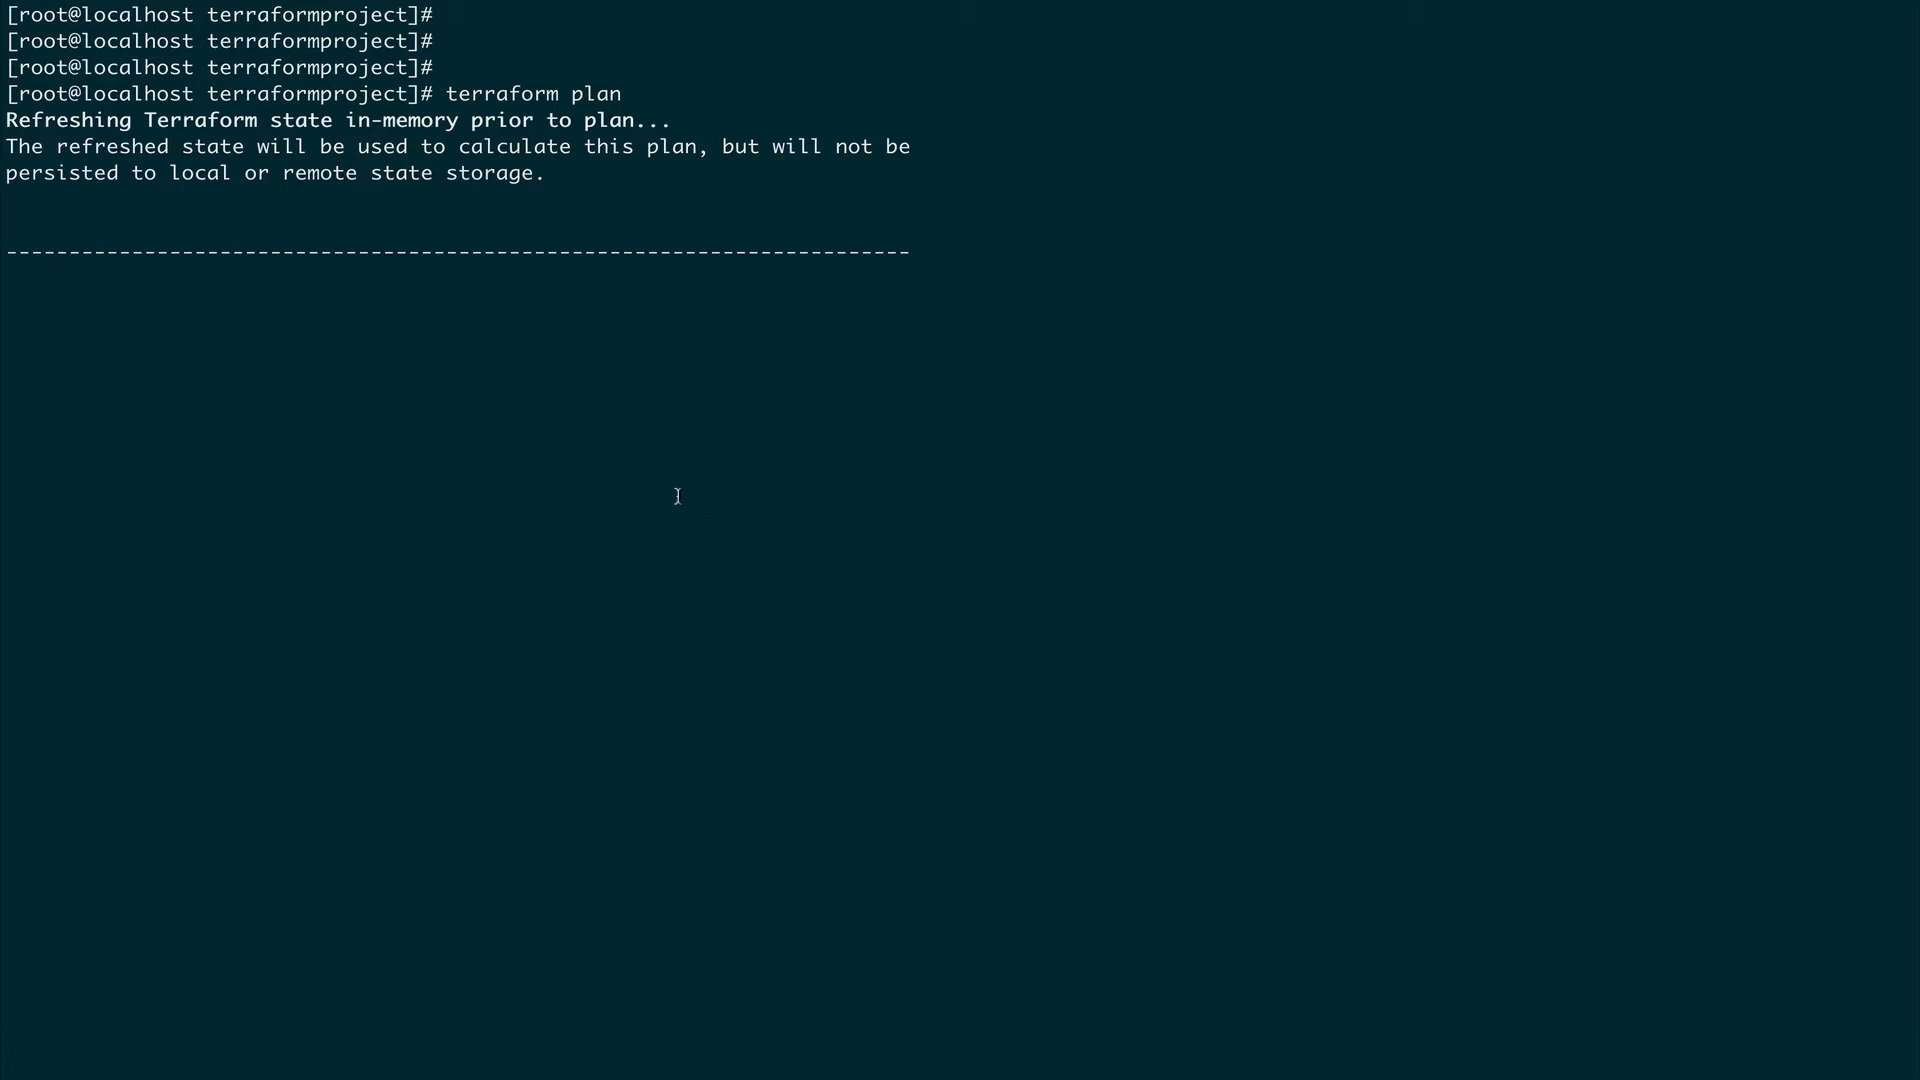 [root@localhost terraformproject]#
[root@localhost terraformproject]#
[root@localhost terraformproject]#
[root@localhost terraformproject]# terraform plan
Refreshing Terraform state in-memory prior to plan...
The refreshed state will be used to calculate this plan, but will not be
persisted to local or remote state storage.
------------------------------------------------------------------------